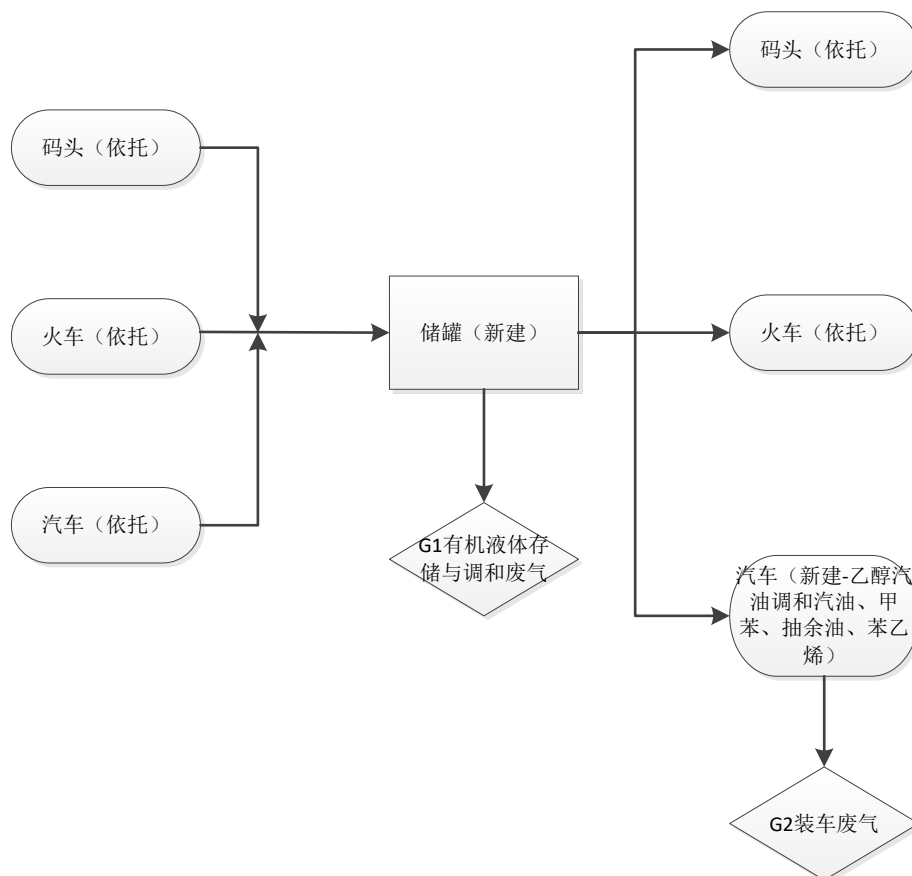 码头（依托）
码头（依托）
火车（依托）
储罐（新建）
火车（依托）
汽车（依托）
G1有机液体存
储与调和废气
汽车（新建-乙醇汽
油调和汽油、甲
苯、抽余油、苯乙
烯）
G2装车废气